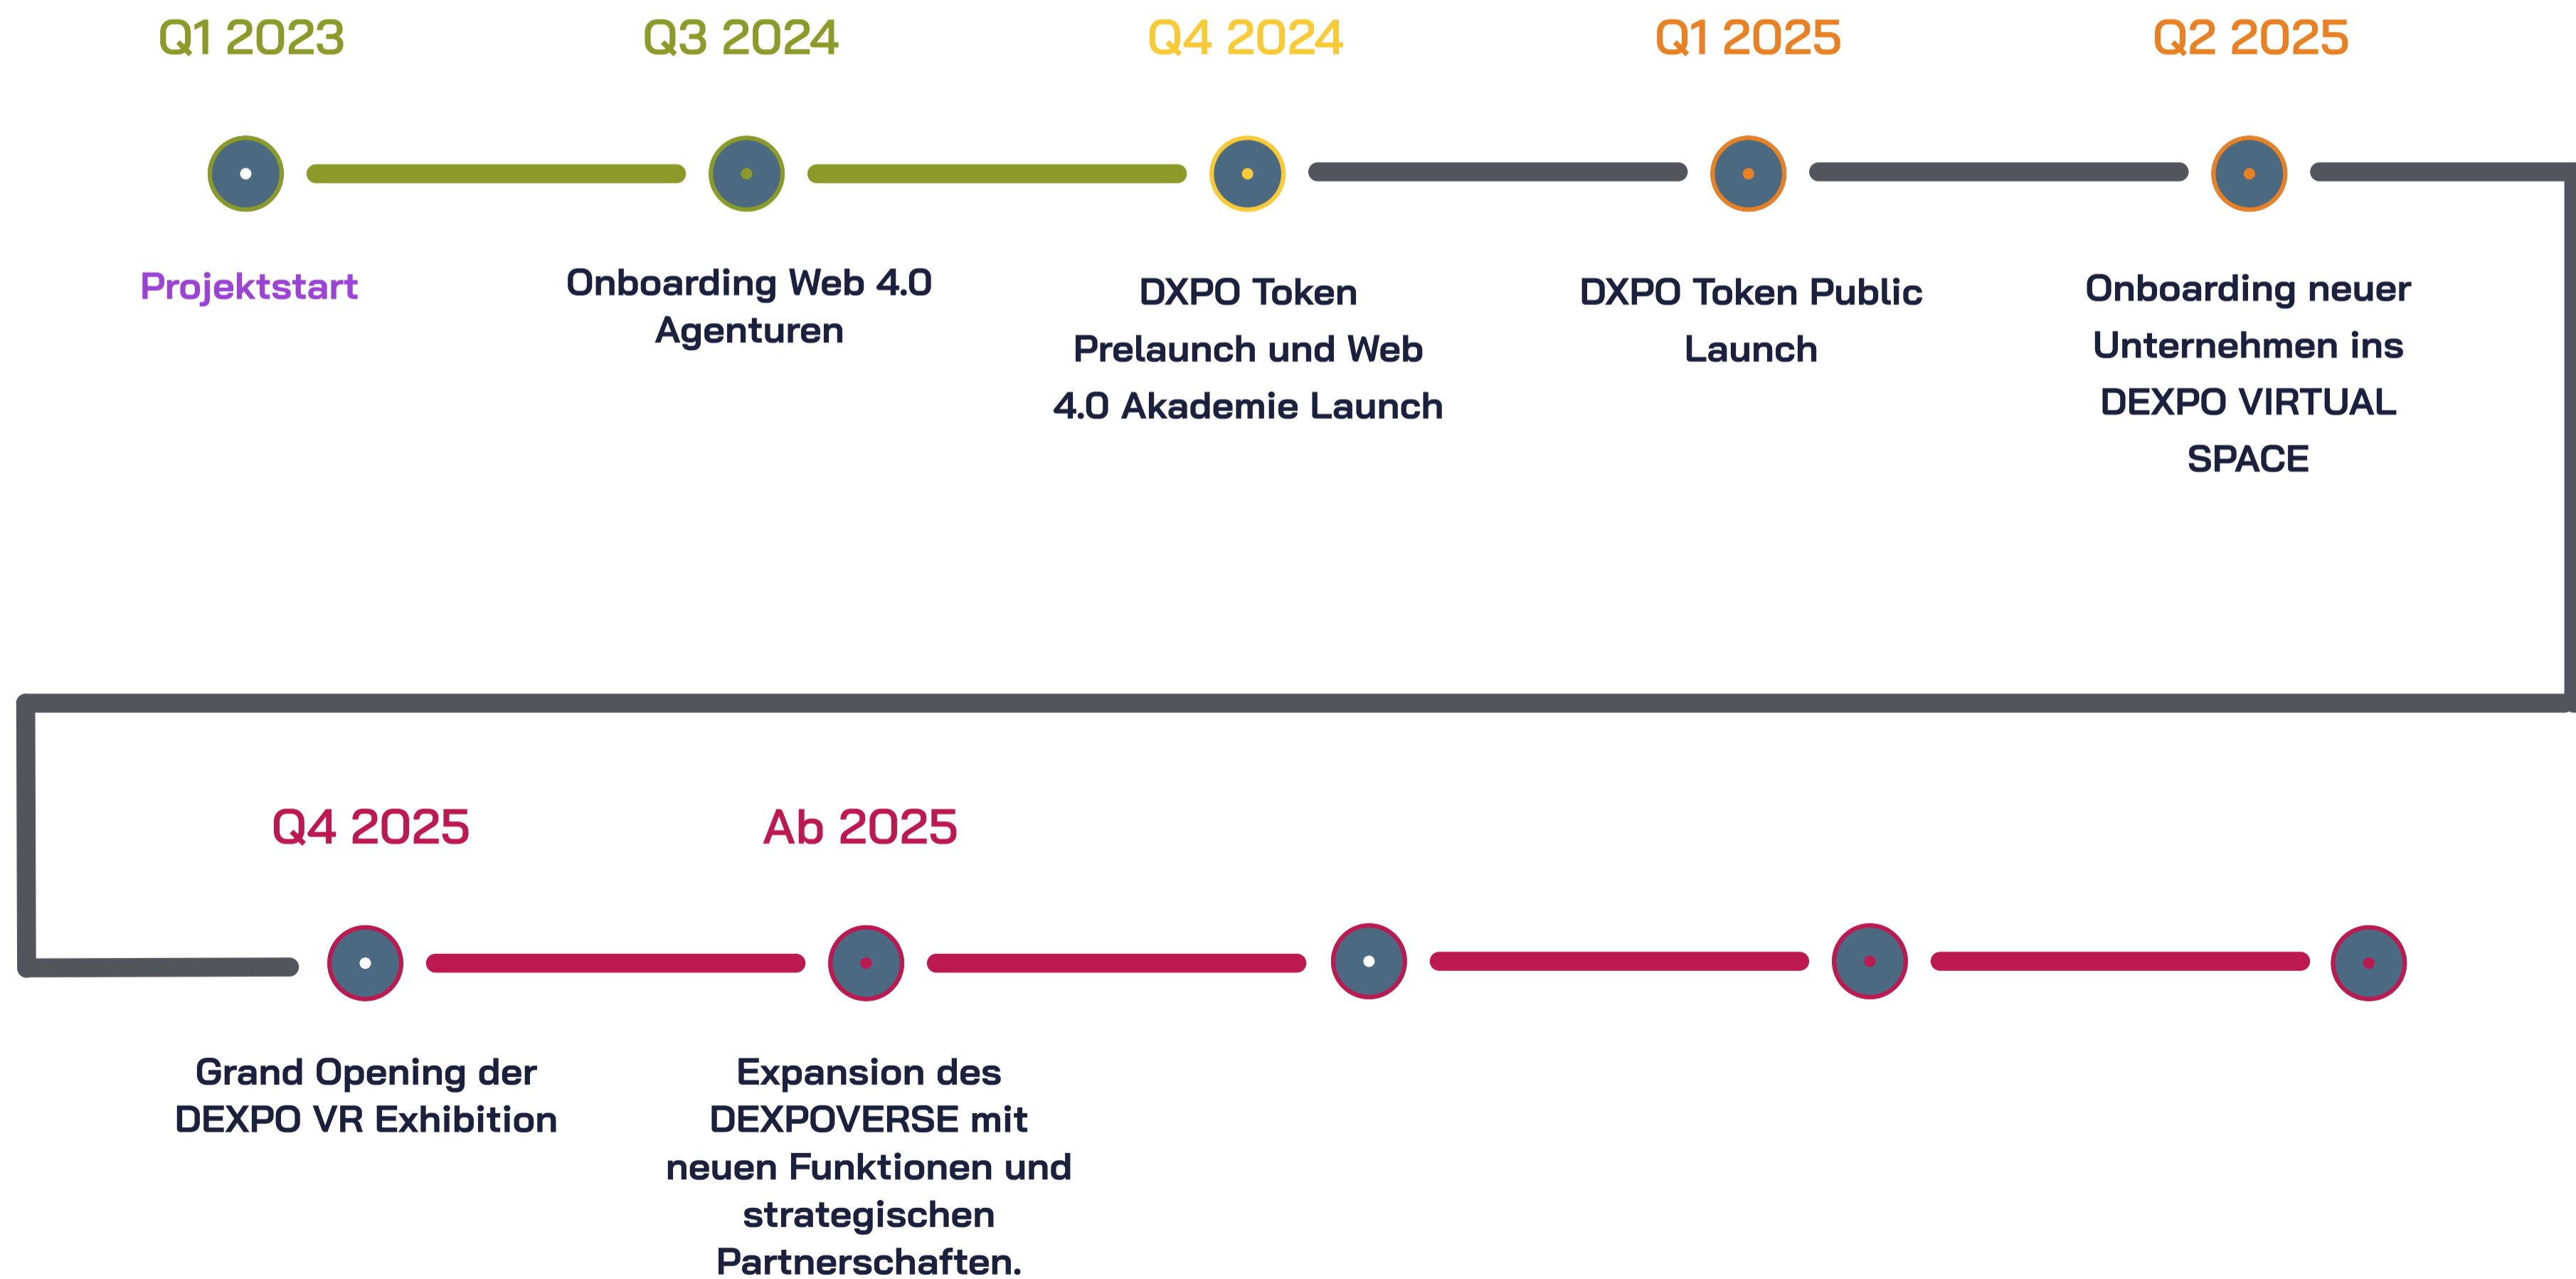 Q1 2023
Q3 2024
Q4 2024
Q1 2025
Q2 2025
Projektstart
Onboarding Web 4.0
Agenturen
DXPO Token
Prelaunch und Web
4.0 Akademie Launch
DXPO Token Public
Launch
Onboarding neuer
Unternehmen ins
DEXPO VIRTUAL
SPACE
Q4 2025
Ab 2025
Grand Opening der
DEXPO VR Exhibition
Expansion des
DEXPOVERSE mit
neuen Funktionen und
strategischen
Partnerschaften.